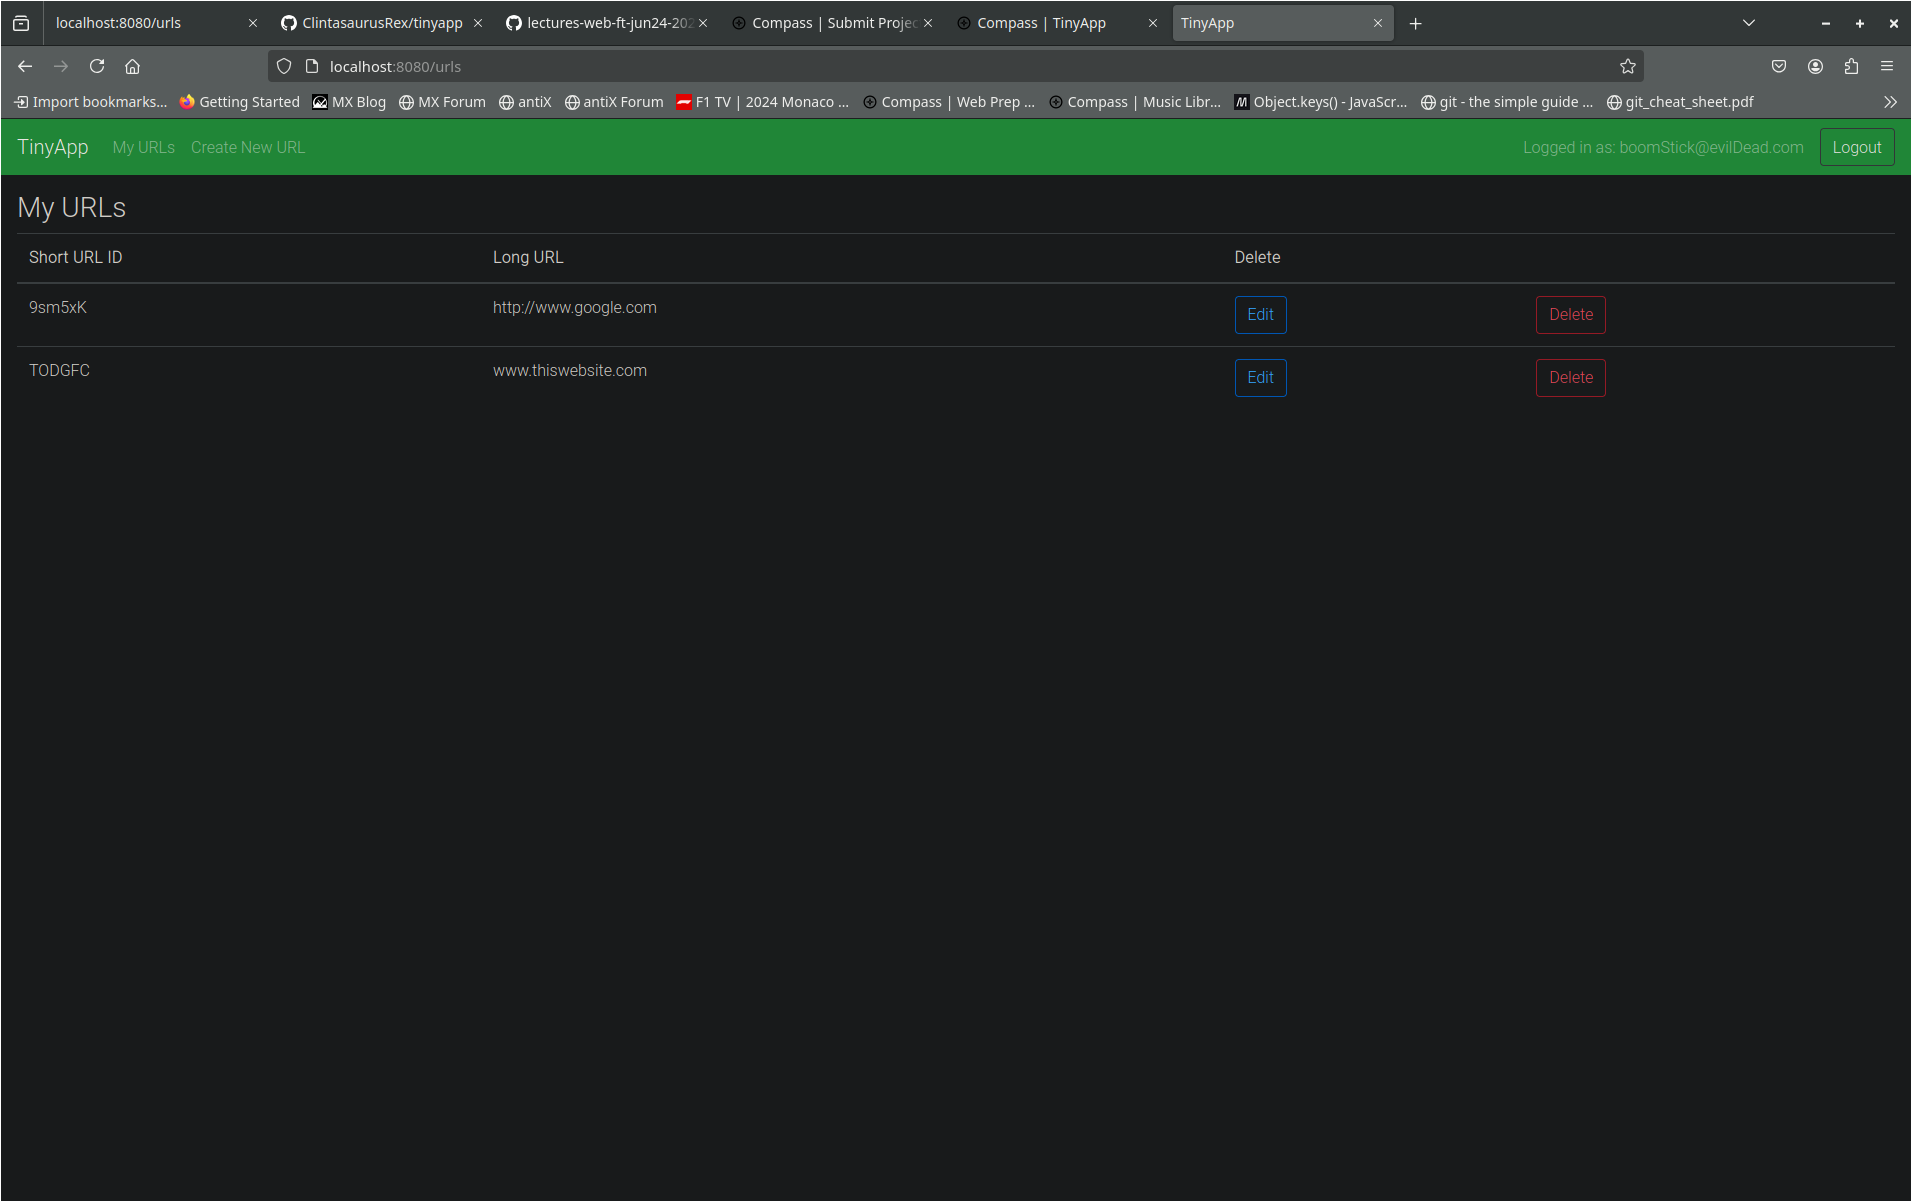 localhost:8080/urls
ClintasaurusRex/tinyapp
lectures-web-ft-jun24-202
Compass | Submit Projec
Compass | TinyApp
TinyApp
localhost:8080/urls
Import bookmarks...
Getting Started
MX Blog
MX Forum
antiX
antiX Forum
F1 TV | 2024 Monaco ...
Compass | Web Prep ...
Compass | Music Libr...
Object.keys() - JavaScr...
git - the simple guide ...
git_cheat_sheet.pdf
TinyApp
My URLs
Create New URL
Logged in as: boomStick@evilDead.com
Logout
My URLs
Short URL ID
Long URL
Delete
9sm5xK
http://www.google.com
Edit
Delete
TODGFC
www.thiswebsite.com
Edit
Delete